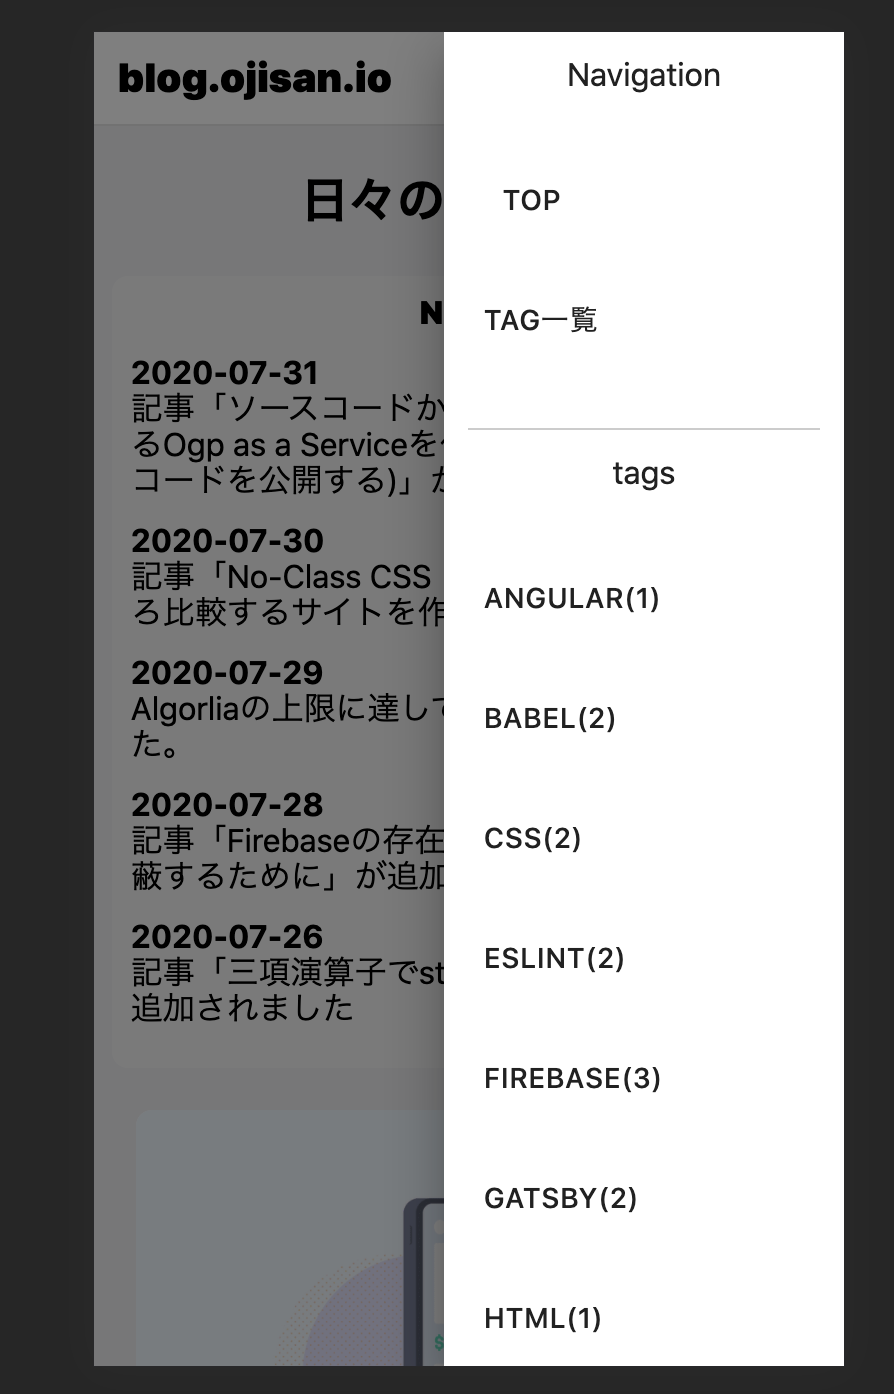 blog.ojisan.io
日々の
N
2020-07-31
記事「ソースコードか
るOgp as a Serviceを
コードを公開する)」が
2020-07-30
記事「No-Class CSS
ろ比較するサイトを作
2020-07-29
Algorliaの上限に達して
た。
2020-07-28
記事「Firebaseの存在
蔽するために」が追加
2020-07-26
記事「三項演算子でst
追加されました
$
Navigation
TOP
TAG一覧
tags
ANGULAR(1)
BABEL(2)
CSS(2)
ESLINT(2)
FIREBASE(3)
GATSBY(2)
HTML(1)